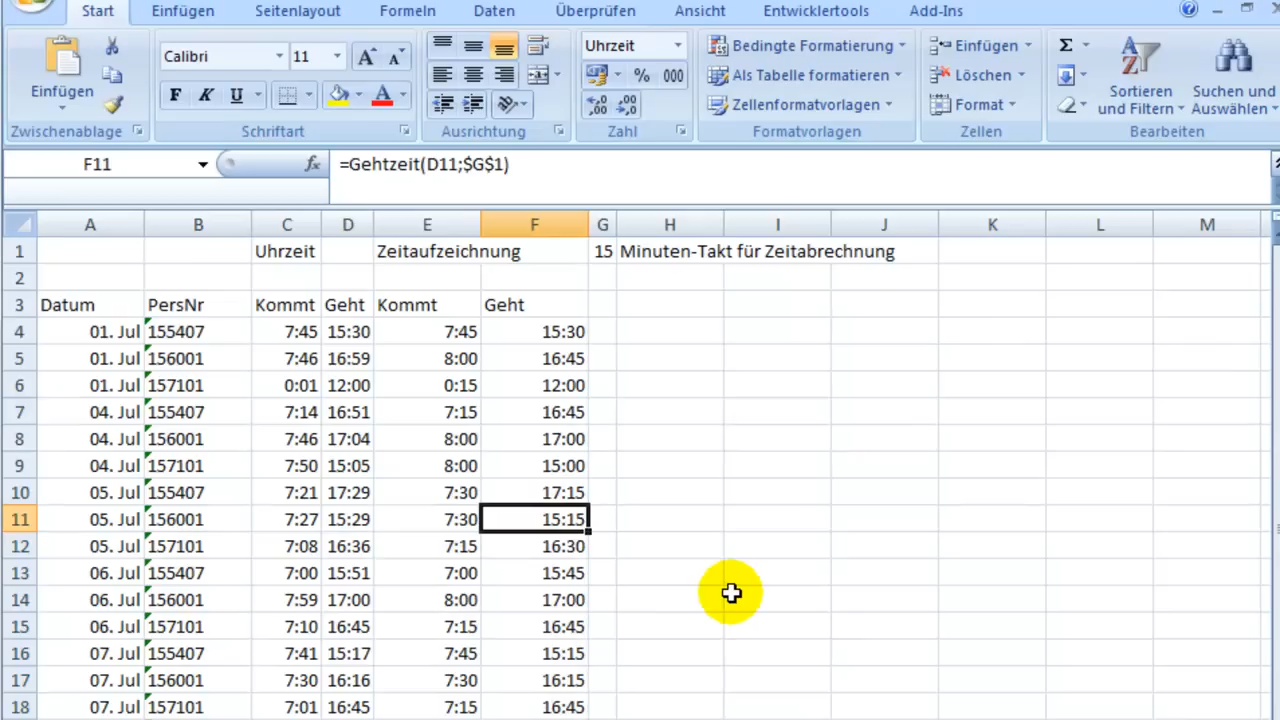 Start Einfügen Seitenlayout Formeln Daten Überprüfen Ansicht Entwicklertools Add-Ins
Calibri 11 Uhrzeit Bedingte Formatierung Einfügen Σ
Einfügen F K U % 000 Als Tabelle formatieren Löschen Sortieren und Filtern Suchen und Auswählen
Zellenformatvorlagen Format
Zwischenablage Schriftart Ausrichtung Zahl Formatvorlagen Zellen Bearbeiten
F11 fx =Gehtzeit(D11;$G$1)
A B C D E F G H I J K L M
1 Uhrzeit Zeitaufzeichnung 15 Minuten-Takt für Zeitabrechnung
2
3 Datum PersNr Kommt Geht Kommt Geht
4 01. Jul 155407 7:45 15:30 7:45 15:30
5 01. Jul 156001 7:46 16:59 8:00 16:45
6 01. Jul 157101 0:01 12:00 0:15 12:00
7 04. Jul 155407 7:14 16:51 7:15 16:45
8 04. Jul 156001 7:46 17:04 8:00 17:00
9 04. Jul 157101 7:50 15:05 8:00 15:00
10 05. Jul 155407 7:21 17:29 7:30 17:15
11 05. Jul 156001 7:27 15:29 7:30 15:15
12 05. Jul 157101 7:08 16:36 7:15 16:30
13 06. Jul 155407 7:00 15:51 7:00 15:45
14 06. Jul 156001 7:59 17:00 8:00 17:00
15 06. Jul 157101 7:10 16:45 7:15 16:45
16 07. Jul 155407 7:41 15:17 7:45 15:15
17 07. Jul 156001 7:30 16:16 7:30 16:15
18 07. Jul 157101 7:01 16:45 7:15 16:45